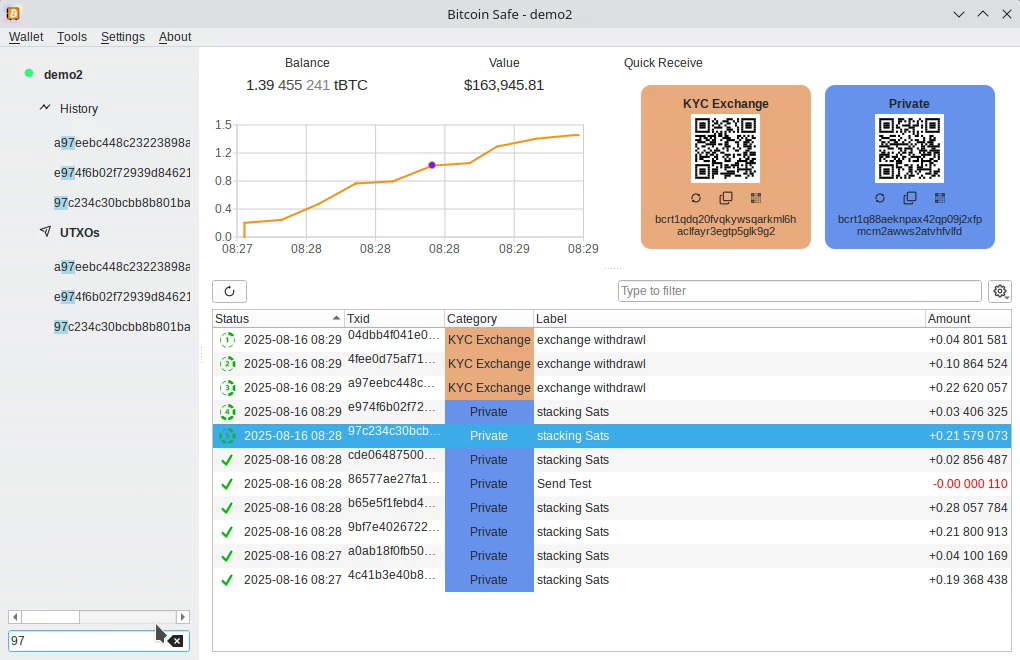 Bitcoin Safe - demo2
Wallet Tools Settings About
demo2
History
a97eebc448c23223898a
e974f6b02f72939d84621
97c234c30bcbb8b801ba
UTXOs
a97eebc448c23223898a
e974f6b02f72939d84621
97c234c30bcbb8b801ba
97
Balance
1.39 455 241 tBTC
Value
$163,945.81
1.5
1.2
0.8
0.4
0.0
08:27 08:28 08:28 08:28 08:29 08:29
Quick Receive
KYC Exchange
bcrt1qdq20fvqkywsqarkml6h
aclfayr3egtp5glk9g2
Private
bcrt1q88aeknpax42qp09j2xfp
mcm2awws2atvhfvlfd
Type to filter
Status Txid Category Label Amount
1 2025-08-16 08:29 04dbb4f041e0... KYC Exchange exchange withdrawl +0.04 801 581
2 2025-08-16 08:29 4fee0d75af71... KYC Exchange exchange withdrawl +0.10 864 524
3 2025-08-16 08:29 a97eebc448c... KYC Exchange exchange withdrawl +0.22 620 057
4 2025-08-16 08:29 e974f6b02f72... Private stacking Sats +0.03 406 325
5 2025-08-16 08:28 97c234c30bcb... Private stacking Sats +0.21 579 073
2025-08-16 08:28 cde06487500... Private stacking Sats +0.02 856 487
2025-08-16 08:28 86577ae27fa1... Private Send Test -0.00 000 110
2025-08-16 08:28 b65e5f1febd4... Private stacking Sats +0.28 057 784
2025-08-16 08:28 9bf7e4026722... Private stacking Sats +0.21 800 913
2025-08-16 08:27 a0ab18f0fb50... Private stacking Sats +0.04 100 169
2025-08-16 08:27 4c41b3e40b8... Private stacking Sats +0.19 368 438